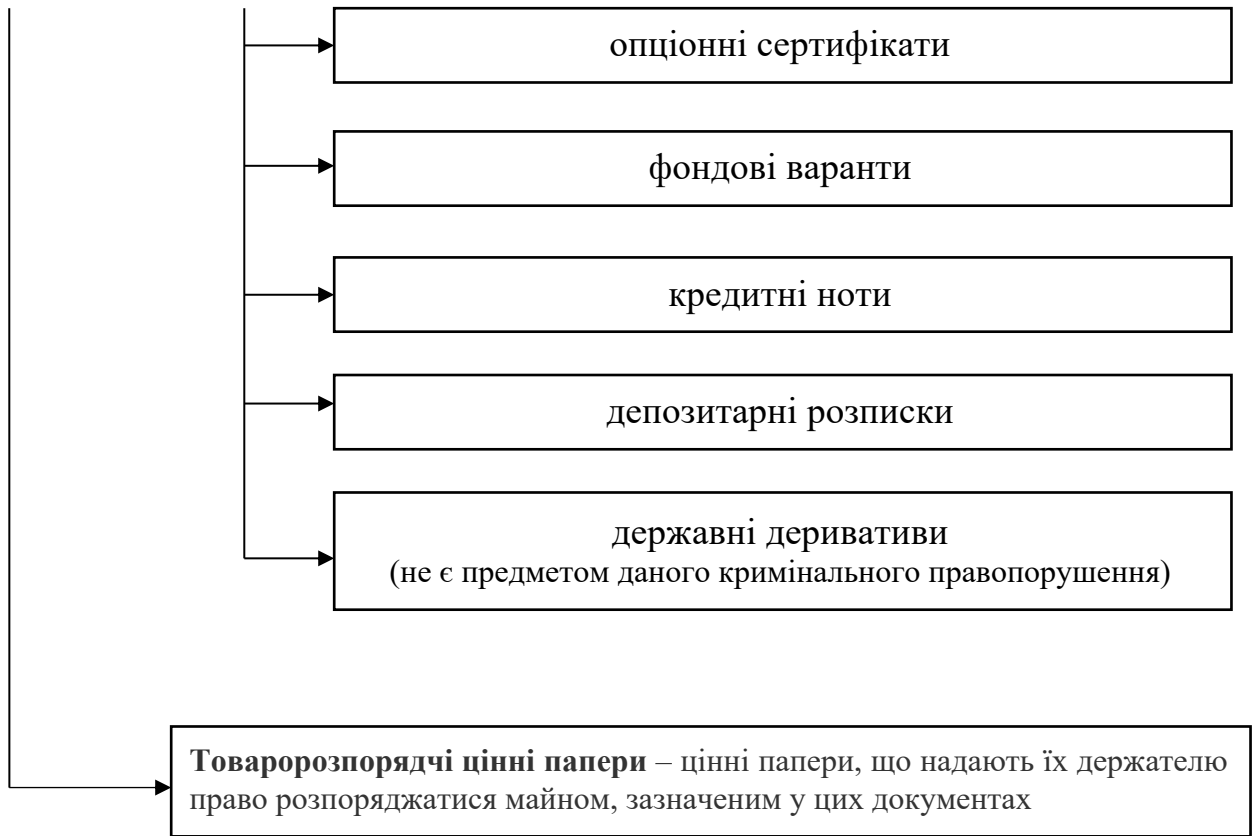 опціонні сертифікати
фондові варанти
кредитні ноти
депозитарні розписки
державні деривативи
(не є предметом даного кримінального правопорушення)
Товаророзпорядчі цінні папери – цінні папери, що надають їх держателю
право розпоряджатися майном, зазначеним у цих документах